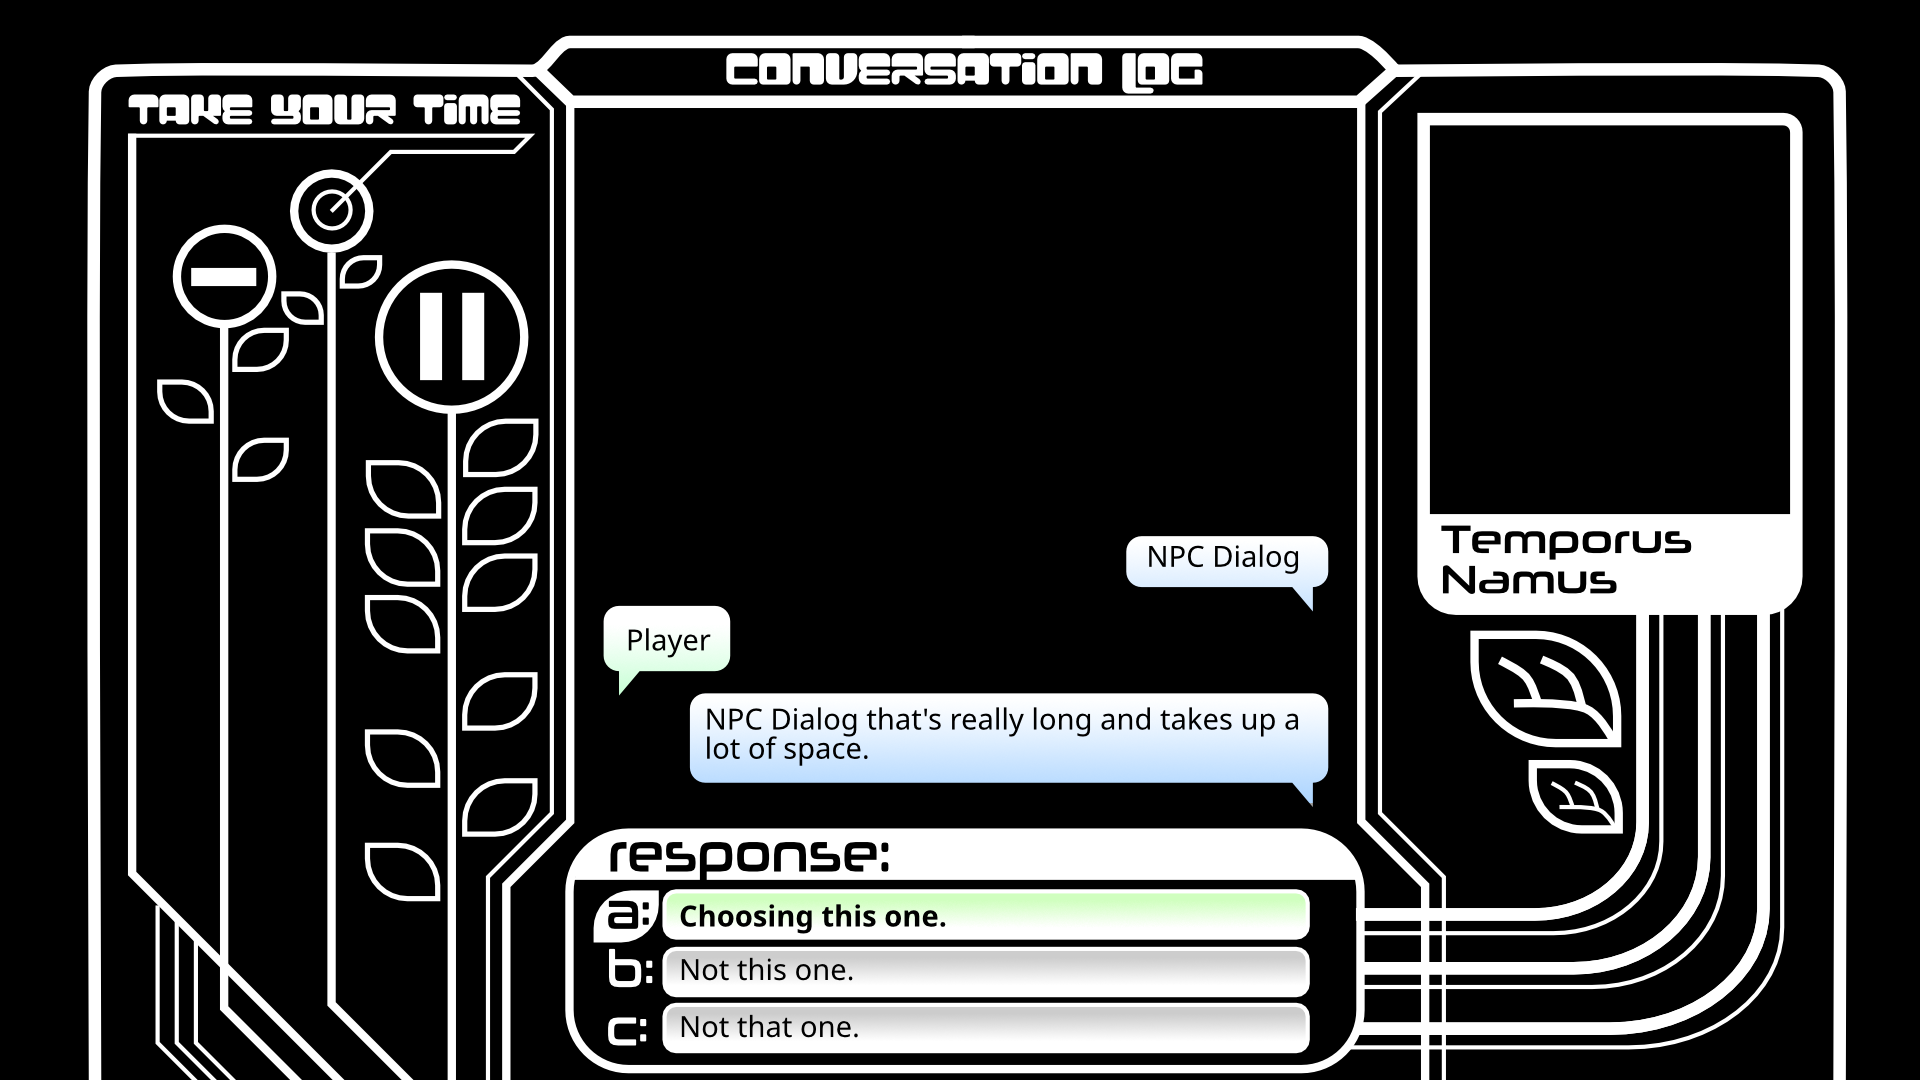 CONVERSATION LOG
TAKE YOUR TiME
NPC Dialog
Player
NPC Dialog that's really long and takes up a
lot of space.
Temporus
Namus
response:
a: Choosing this one.
b: Not this one.
c: Not that one.